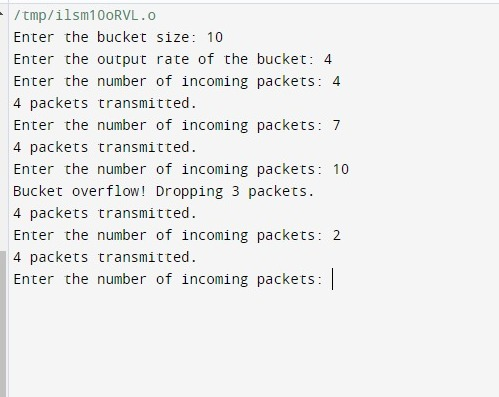 /tmp/ilsm10oRVL.o
Enter the bucket size: 10
Enter the output rate of the bucket: 4
Enter the number of incoming packets: 4
4 packets transmitted.
Enter the number of incoming packets: 7
4 packets transmitted.
Enter the number of incoming packets: 10
Bucket overflow! Dropping 3 packets.
4 packets transmitted.
Enter the number of incoming packets: 2
4 packets transmitted.
Enter the number of incoming packets: